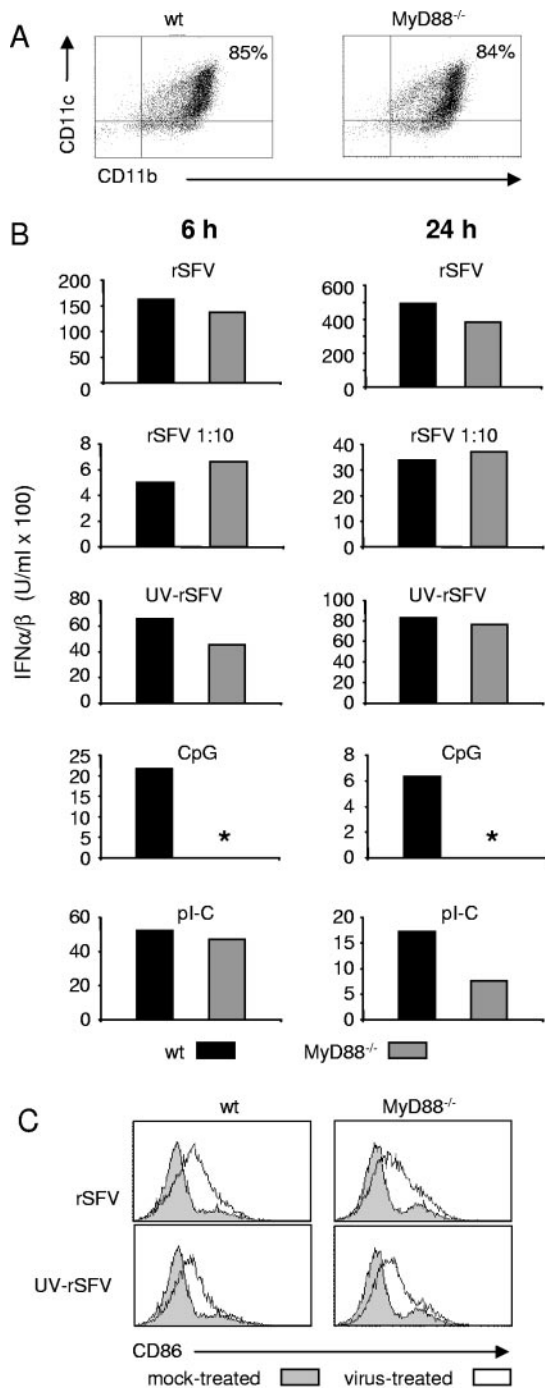 A
wt
MyD88-/-
85%
84%
CD11c
CD11b
B
6 h
24 h
rSFV
rSFV
200
150
100
50
0
600
400
200
0
rSFV 1:10
rSFV 1:10
8
6
4
2
0
40
30
20
10
0
IFNα/β (U/ml x 100)
UV-rSFV
UV-rSFV
80
60
40
20
0
100
80
60
40
20
0
CpG
CpG
25
20
15
10
5
0
*
8
6
4
2
0
*
pI-C
pI-C
60
40
20
0
20
15
10
5
0
wt
MyD88-/-
C
wt
MyD88-/-
rSFV
UV-rSFV
CD86
mock-treated
virus-treated